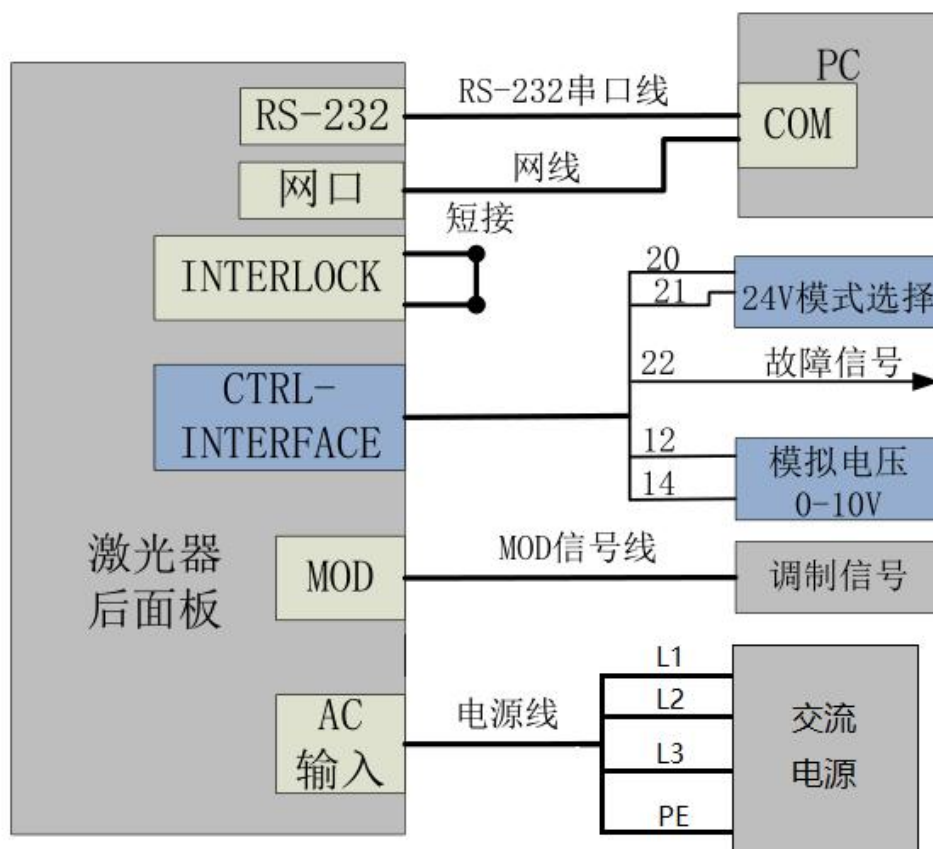 PC
RS-232串口线
RS-232
COM
网线
网口
短接
INTERLOCK
20
21
24V模式选择
CTRL-
INTERFACE
22
故障信号
12
14
模拟电压
0-10V
激光器
后面板
MOD信号线
MOD
调制信号
L1
AC
输入
电源线
L2
L3
PE
交流
电源